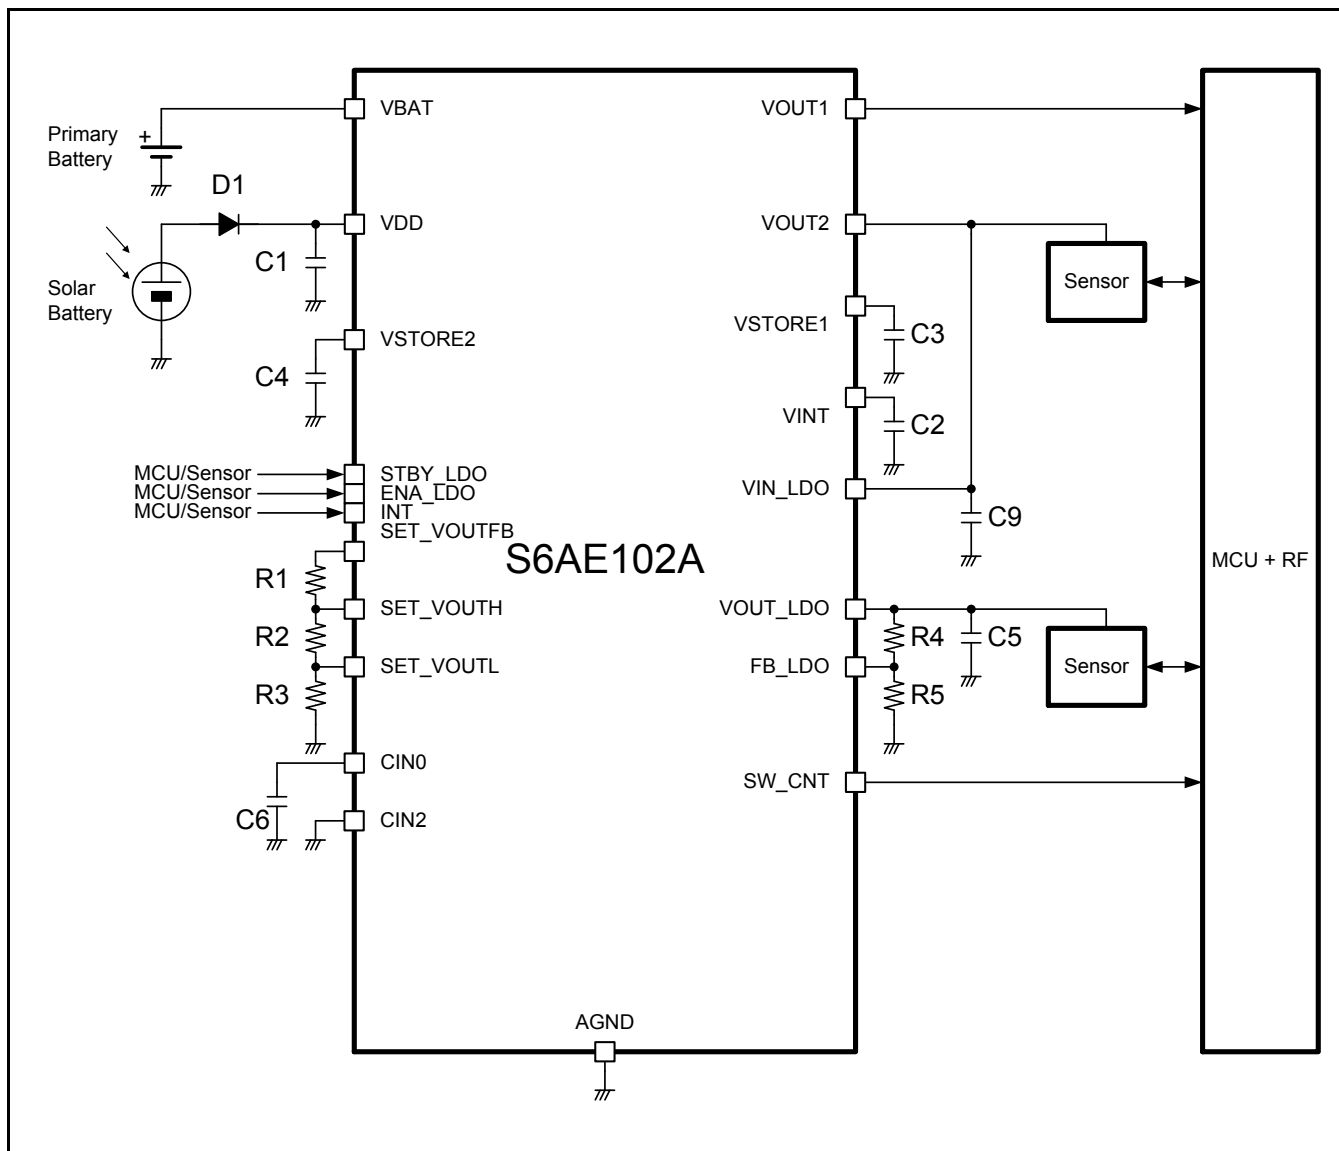 VBAT
VOUT1
Primary
Battery
+
D1
VDD
VOUT2
C1
Solar
Battery
Sensor
VSTORE1
C3
VSTORE2
C4
VINT
C2
MCU/Sensor
STBY_LDO
MCU/Sensor
ENA_LDO
MCU/Sensor
INT
SET_VOUTFB
VIN_LDO
C9
S6AE102A
MCU + RF
R1
SET_VOUTH
VOUT_LDO
R2
R4
C5
SET_VOUTL
FB_LDO
Sensor
R3
R5
CIN0
SW_CNT
C6
CIN2
AGND